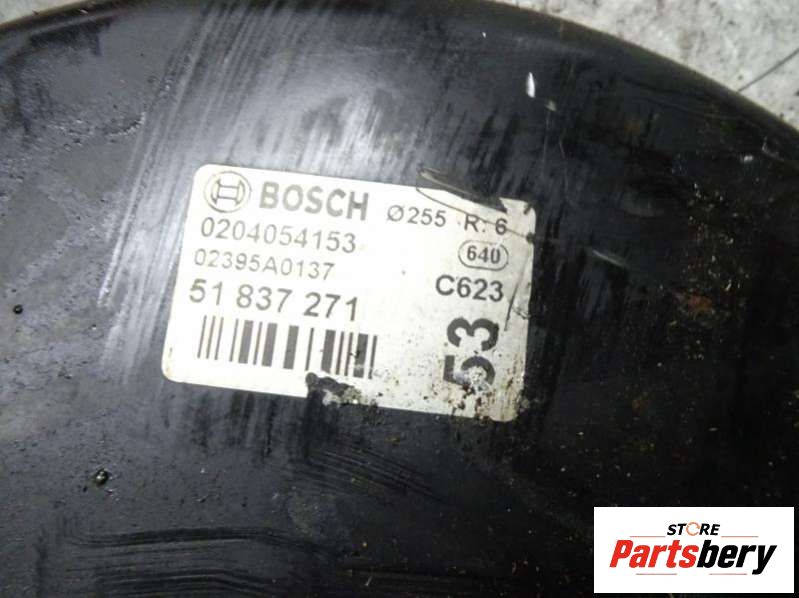 BOSCH Ø255 R. 6
0204054153 640
02395A0137 C623
51 837 271
53
STORE
Partsbery